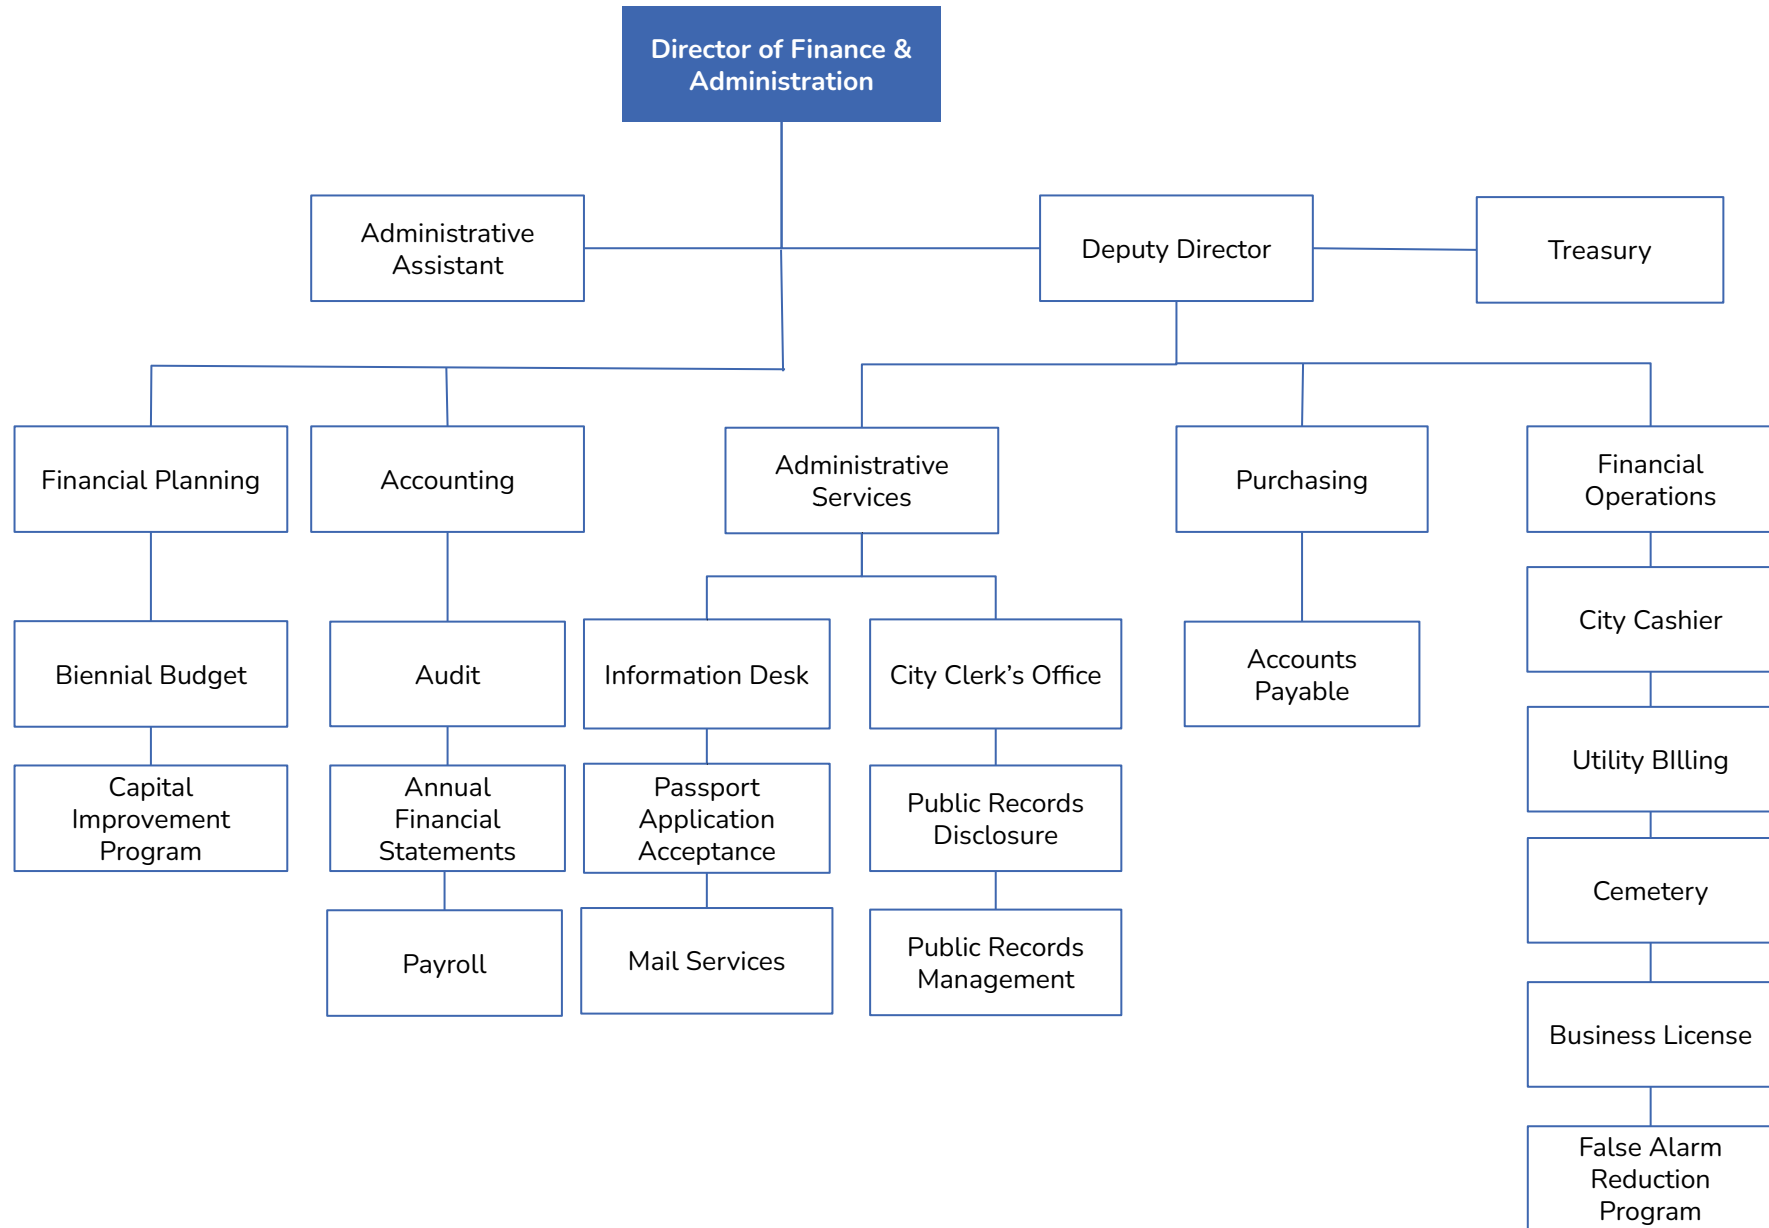 Director of Finance &
Administration
Administrative
Assistant
Deputy Director
Treasury
Financial Planning
Accounting
Administrative
Services
Purchasing
Financial
Operations
Biennial Budget
Audit
Information Desk
City Clerk’s Office
Accounts
Payable
City Cashier
Capital
Improvement
Program
Annual
Financial
Statements
Passport
Application
Acceptance
Public Records
Disclosure
Utility BIlling
Payroll
Mail Services
Public Records
Management
Cemetery
Business License
False Alarm
Reduction
Program